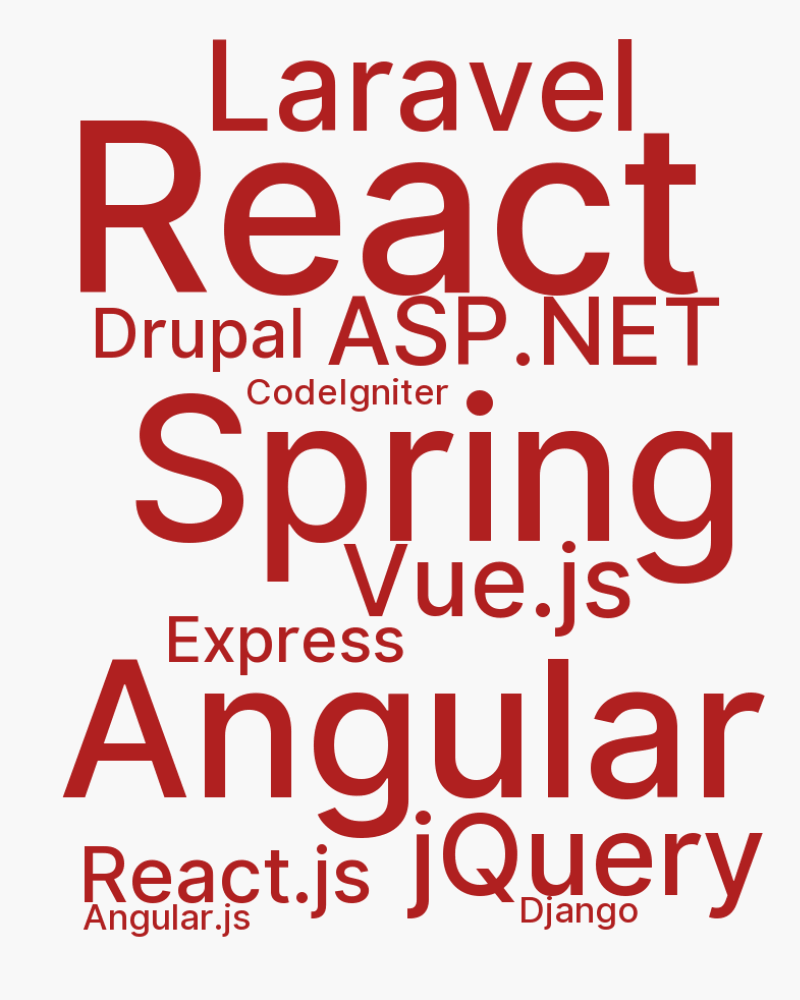 Laravel
React
Drupal ASP.NET
CodeIgniter
Spring
Vue.js
Express
Angular
jQuery
React.js
Angular.js
Django